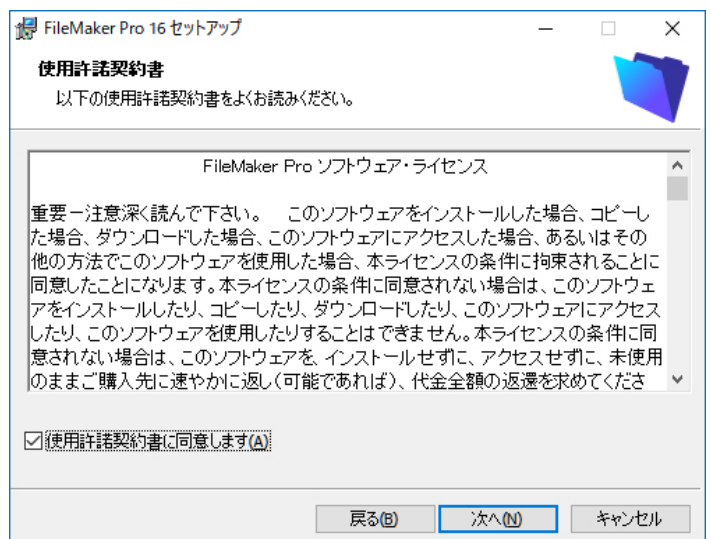 FileMaker Pro 16 セットアップ
使用許諾契約書
以下の使用許諾契約書をよくお読みください。
FileMaker Pro ソフトウェア・ライセンス
重要－注意深く読んで下さい。　このソフトウェアをインストールした場合、コピーし
た場合、ダウンロードした場合、このソフトウェアにアクセスした場合、あるいはその
他の方法でこのソフトウェアを使用した場合、本ライセンスの条件に拘束されることに
同意したことになります。本ライセンスの条件に同意されない場合は、このソフトウェ
アをインストールしたり、コピーしたり、ダウンロードしたり、このソフトウェアにアクセス
したり、このソフトウェアを使用したりすることはできません。本ライセンスの条件に同
意されない場合は、このソフトウェアを、インストールせずに、アクセスせずに、未使用
のままご購入先に速やかに返し（可能であれば）、代金全額の返還を求めてくださ
使用許諾契約書に同意します(A)
戻る(B)
次へ(N)
キャンセル